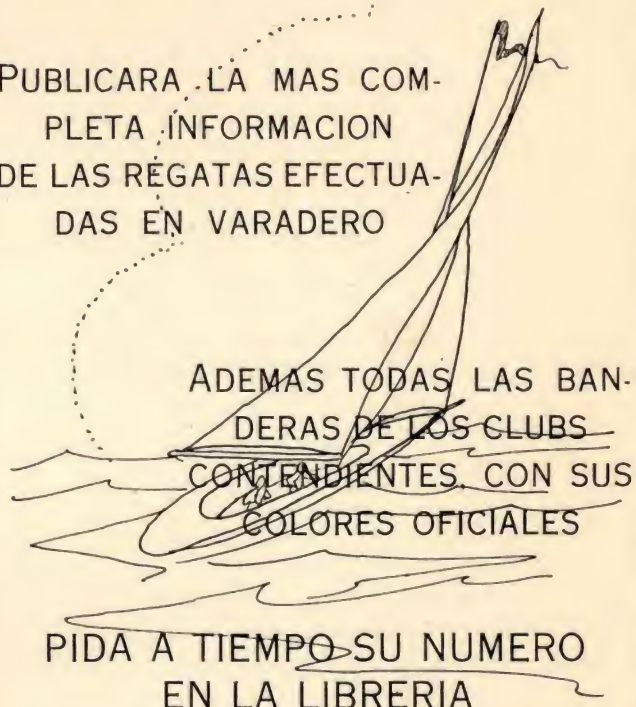 PUBLICARA LA MAS COM-
PLETA INFORMACION
DE LAS REGATAS EFECTUA-
DAS EN VARADERO
ADEMAS TODAS LAS BAN-
DERAS DE LOS CLUBS
CONTENDIENTES, CON SUS
COLORES OFICIALES
PIDA A TIEMPO SU NUMERO
EN LA LIBRERIA